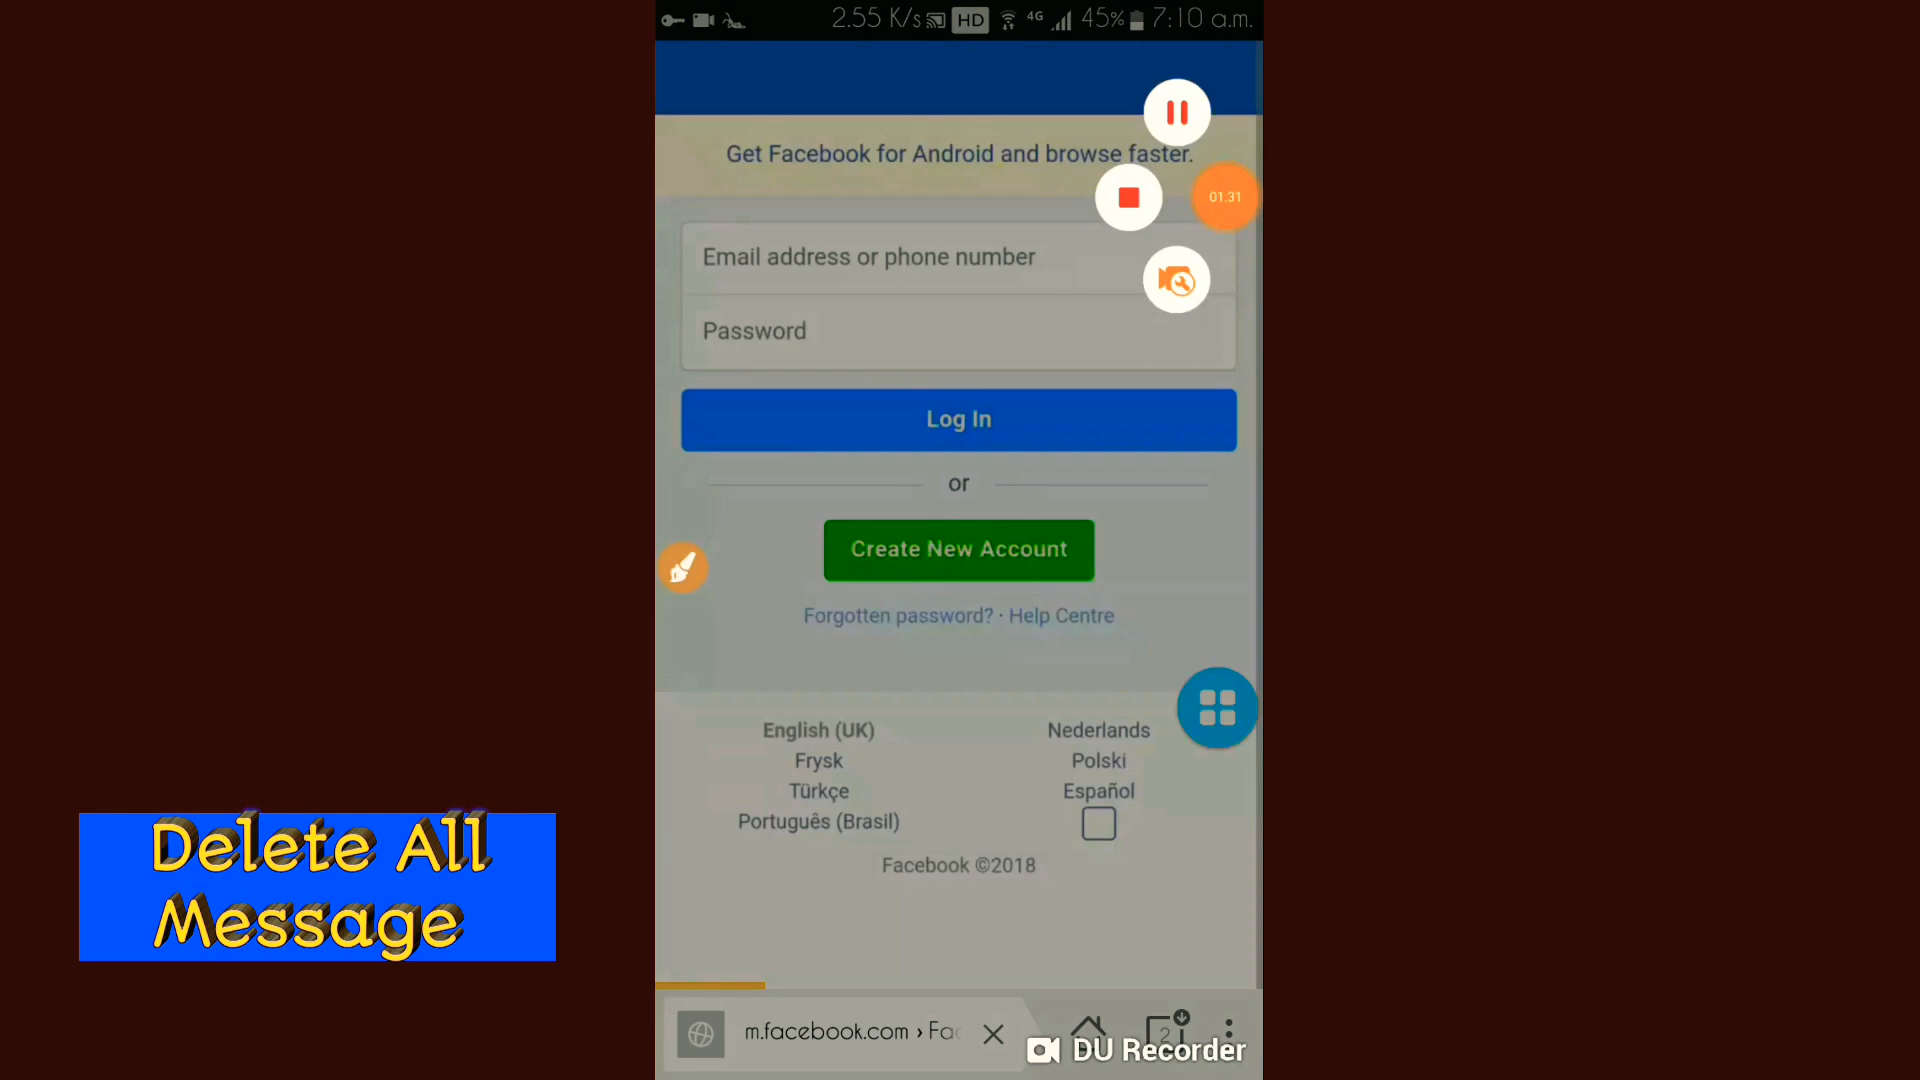 2.55 K/s HD 4G 45% 7:10 a.m.
Get Facebook for Android and browse faster.
01:31
Email address or phone number
Password
Log In
or
Create New Account
Forgotten password? · Help Centre
English (UK) Nederlands
Frysk Polski
Türkçe Español
Português (Brasil)
Facebook ©2018
Delete All
Message
m.facebook.com › Fac
2
DU Recorder